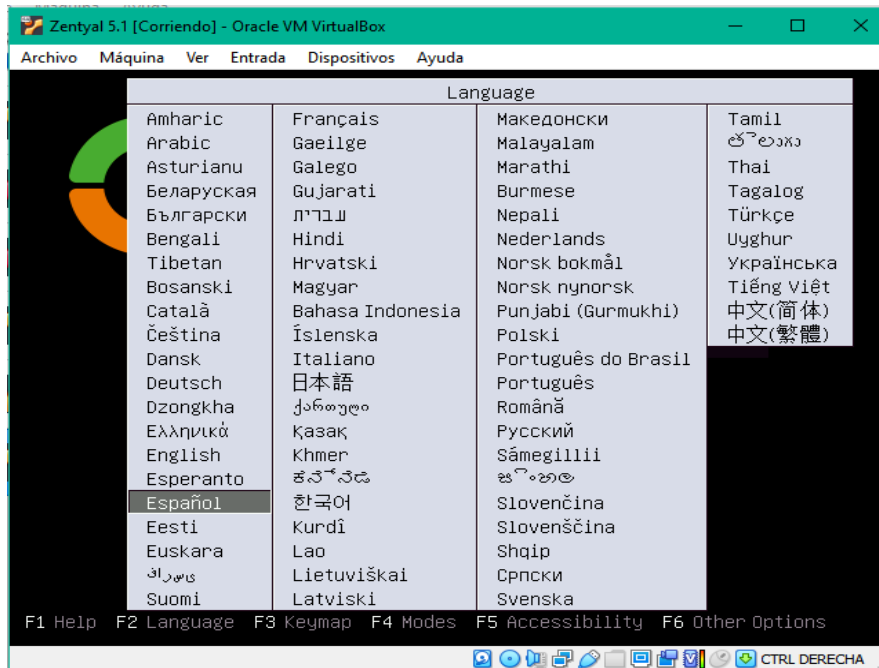 Zentyal 5.1 [Corriendo] - Oracle VM VirtualBox
Archivo Máquina Ver Entrada Dispositivos Ayuda
Language
Amharic
Arabic
Asturianu
Беларуская
Български
Bengali
Tibetan
Bosanski
Català
Čeština
Dansk
Deutsch
Dzongkha
Ελληνικά
English
Esperanto
Español
Eesti
Euskara
Suomi
Français
Gaeilge
Galego
Gujarati
עברית
Hindi
Hrvatski
Magyar
Bahasa Indonesia
Íslenska
Italiano
日本語
ქართული
Қазақ
Khmer
한국어
Kurdî
Lao
Lietuviškai
Latviski
Македонски
Malayalam
Marathi
Burmese
Nepali
Nederlands
Norsk bokmål
Norsk nynorsk
Punjabi (Gurmukhi)
Polski
Português do Brasil
Português
Română
Русский
Sámegillii
Slovenčina
Slovenščina
Shqip
Српски
Svenska
Tamil
Thai
Tagalog
Türkçe
Uyghur
Українська
Tiếng Việt
中文(简体)
中文(繁體)
F1 Help F2 Language F3 Keymap F4 Modes F5 Accessibility F6 Other Options
CTRL DERECHA